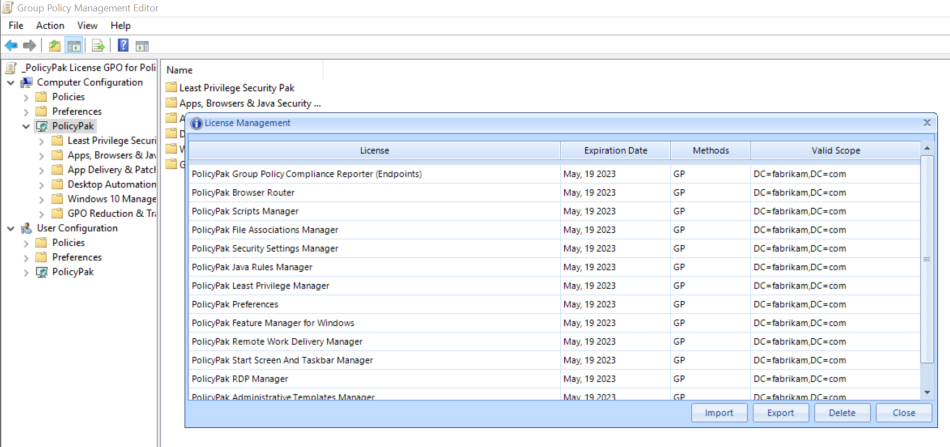 Group Policy Management Editor
File Action View Help
_PolicyPak License GPO for Poli
Computer Configuration
Policies
Preferences
PolicyPak
Least Privilege Securi
Apps, Browsers & Ja
App Delivery & Patch
Desktop Automation
Windows 10 Manage
GPO Reduction & Tr
User Configuration
Policies
Preferences
PolicyPak
Name
Least Privilege Security Pak
Apps, Browsers & Java Security ...
A
D
W
G
License Management
License Expiration Date Methods Valid Scope
PolicyPak Group Policy Compliance Reporter (Endpoints) May, 19 2023 GP DC=fabrikam,DC=com
PolicyPak Browser Router May, 19 2023 GP DC=fabrikam,DC=com
PolicyPak Scripts Manager May, 19 2023 GP DC=fabrikam,DC=com
PolicyPak File Associations Manager May, 19 2023 GP DC=fabrikam,DC=com
PolicyPak Security Settings Manager May, 19 2023 GP DC=fabrikam,DC=com
PolicyPak Java Rules Manager May, 19 2023 GP DC=fabrikam,DC=com
PolicyPak Least Privilege Manager May, 19 2023 GP DC=fabrikam,DC=com
PolicyPak Preferences May, 19 2023 GP DC=fabrikam,DC=com
PolicyPak Feature Manager for Windows May, 19 2023 GP DC=fabrikam,DC=com
PolicyPak Remote Work Delivery Manager May, 19 2023 GP DC=fabrikam,DC=com
PolicyPak Start Screen And Taskbar Manager May, 19 2023 GP DC=fabrikam,DC=com
PolicyPak RDP Manager May, 19 2023 GP DC=fabrikam,DC=com
PolicyPak Administrative Templates Manager May, 19 2023 GP DC=fabrikam,DC=com
Import Export Delete Close